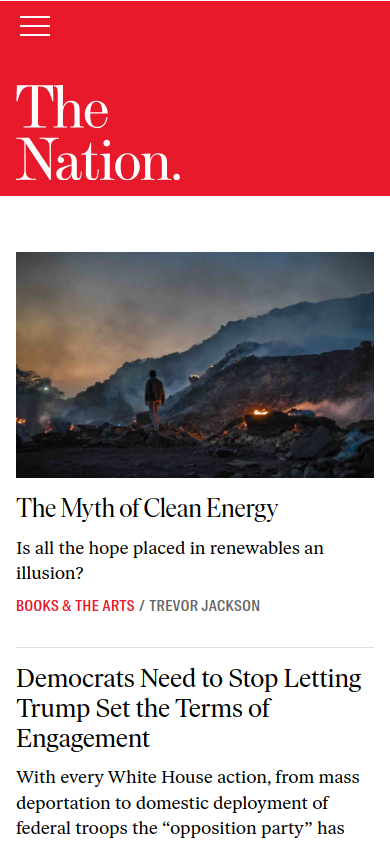 The
Nation.
The Myth of Clean Energy
Is all the hope placed in renewables an
illusion?
BOOKS & THE ARTS / TREVOR JACKSON
Democrats Need to Stop Letting
Trump Set the Terms of
Engagement
With every White House action, from mass
deportation to domestic deployment of
federal troops the “opposition party” has